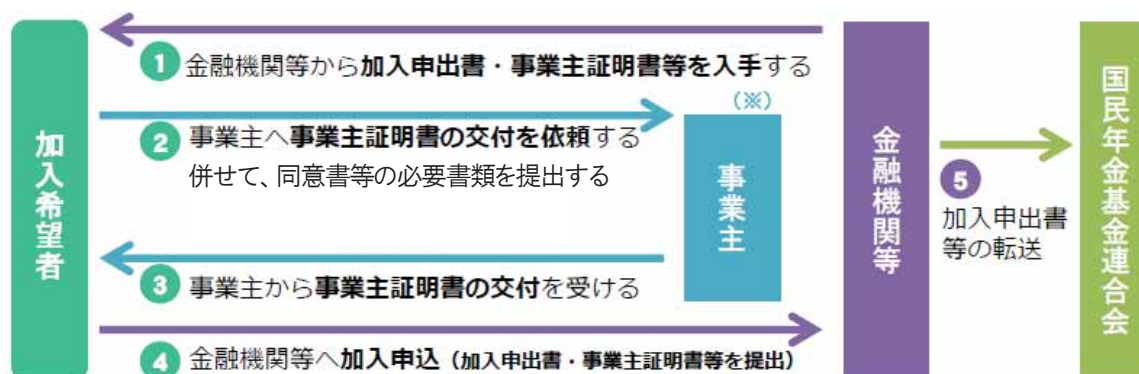 加入希望者
1 金融機関等から加入申出書・事業主証明書等を入手する
2 事業主へ事業主証明書の交付を依頼する
併せて、同意書等の必要書類を提出する
(※)
事業主
3 事業主から事業主証明書の交付を受ける
4 金融機関等へ加入申込(加入申出書・事業主証明書等を提出)
金融機関等
5
加入申出書
等の転送
国民年金基金連合会